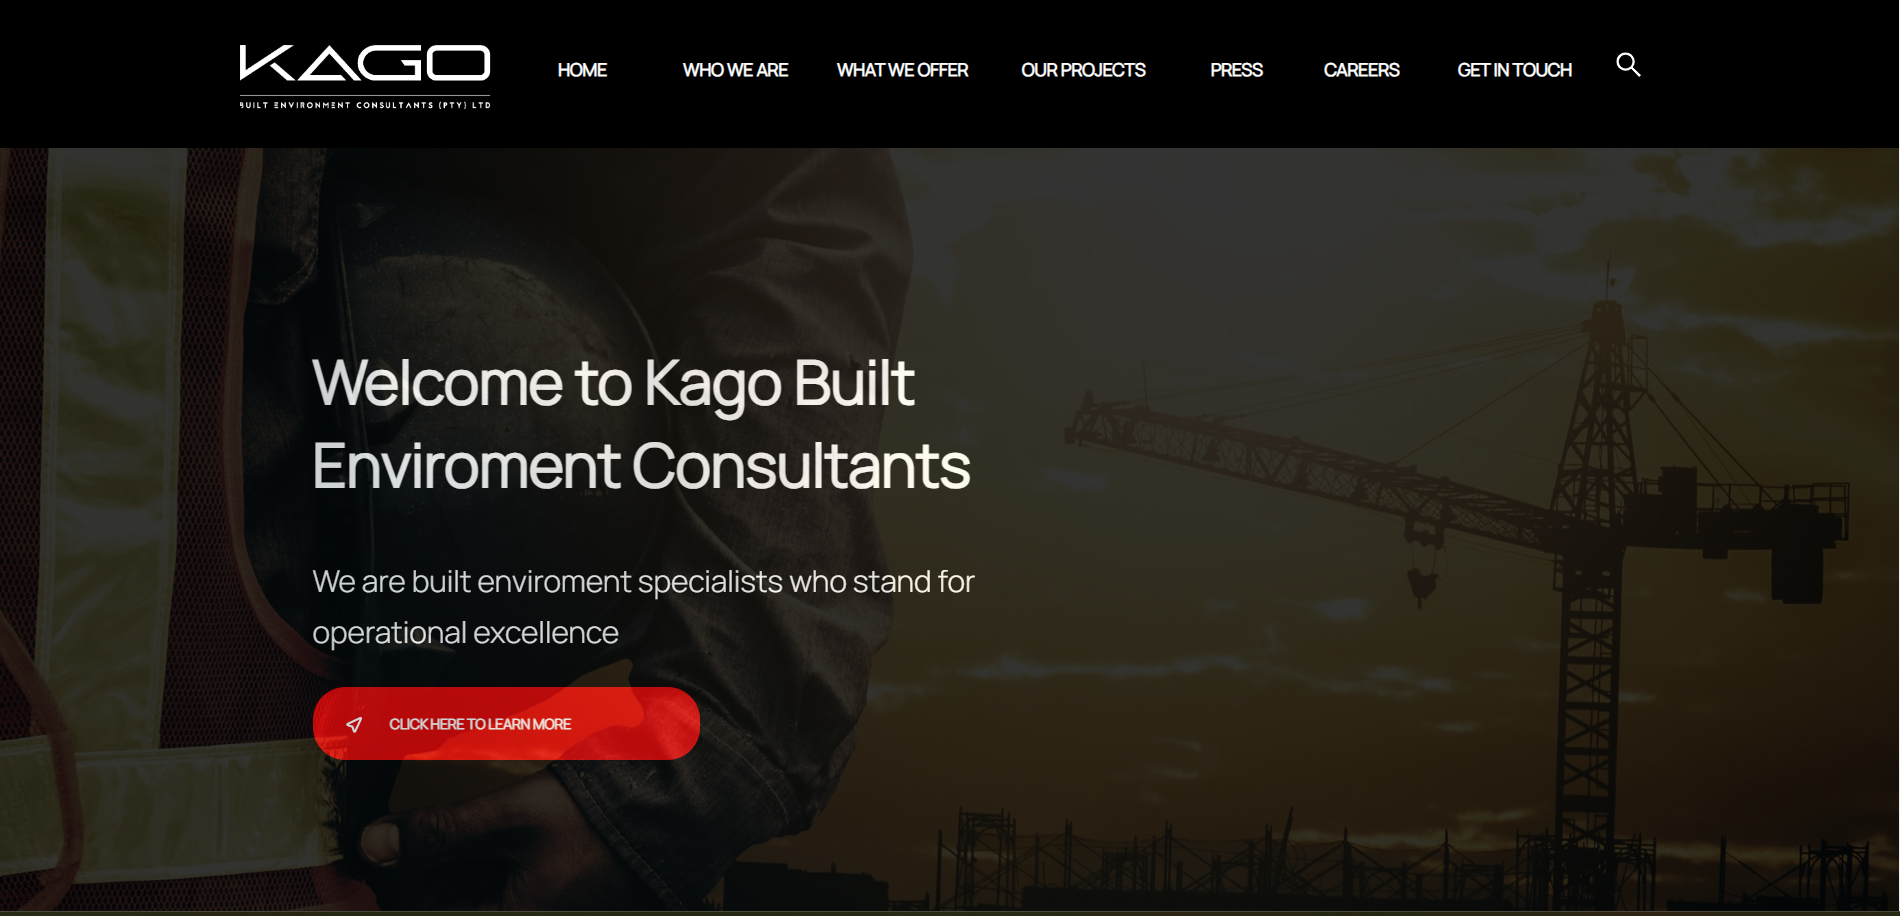 KAGO
BUILT ENVIRONMENT CONSULTANTS (PTY) LTD
HOME
WHO WE ARE
WHAT WE OFFER
OUR PROJECTS
PRESS
CAREERS
GET IN TOUCH
Welcome to Kago Built
Enviroment Consultants
We are built enviroment specialists who stand for
operational excellence
CLICK HERE TO LEARN MORE